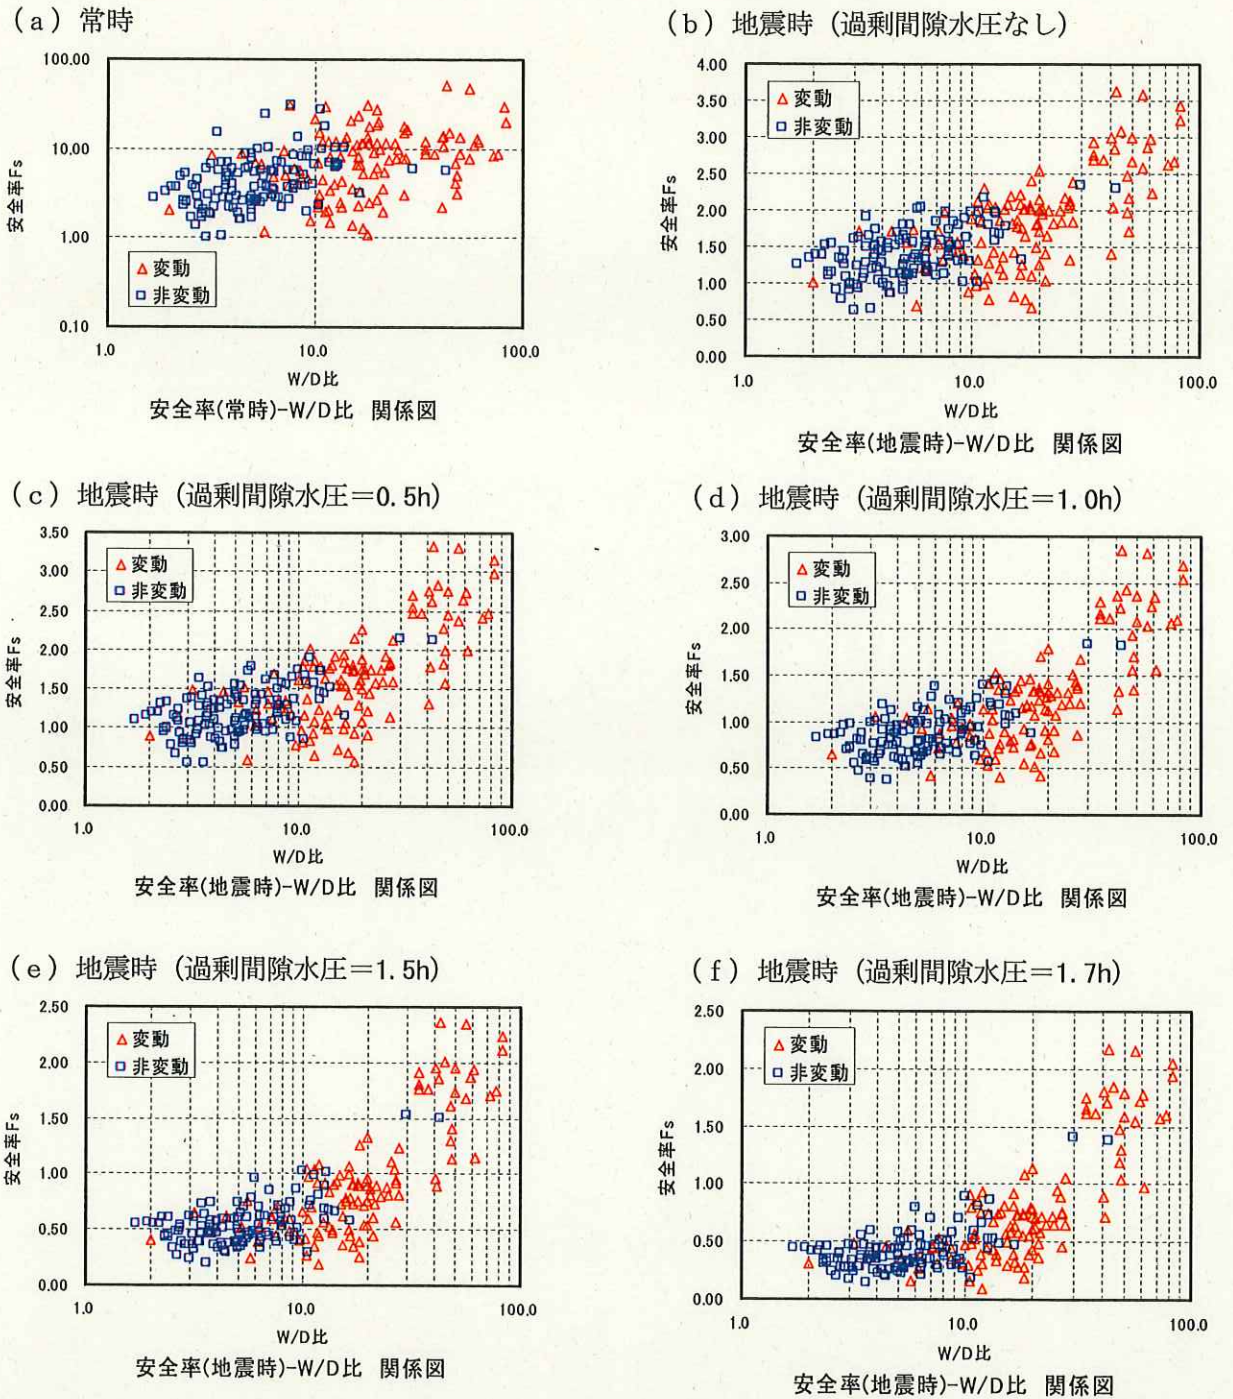 (a) 常時
100.00
10.00
1.00
0.10
安全率Fs
変動
非変動
1.0
10.0
100.0
W/D比
安全率(常時)-W/D比 関係図
(b) 地震時 (過剰間隙水圧なし)
4.00
3.50
3.00
2.50
2.00
1.50
1.00
0.50
0.00
安全率Fs
変動
非変動
1.0
10.0
100.0
W/D比
安全率(地震時)-W/D比 関係図
(c) 地震時 (過剰間隙水圧=0.5h)
3.50
3.00
2.50
2.00
1.50
1.00
0.50
0.00
安全率Fs
変動
非変動
1.0
10.0
100.0
W/D比
安全率(地震時)-W/D比 関係図
(d) 地震時 (過剰間隙水圧=1.0h)
3.00
2.50
2.00
1.50
1.00
0.50
0.00
安全率Fs
変動
非変動
1.0
10.0
100.0
W/D比
安全率(地震時)-W/D比 関係図
(e) 地震時 (過剰間隙水圧=1.5h)
2.50
2.00
1.50
1.00
0.50
0.00
安全率Fs
変動
非変動
1.0
10.0
100.0
W/D比
安全率(地震時)-W/D比 関係図
(f) 地震時 (過剰間隙水圧=1.7h)
2.50
2.00
1.50
1.00
0.50
0.00
安全率Fs
変動
非変動
1.0
10.0
100.0
W/D比
安全率(地震時)-W/D比 関係図